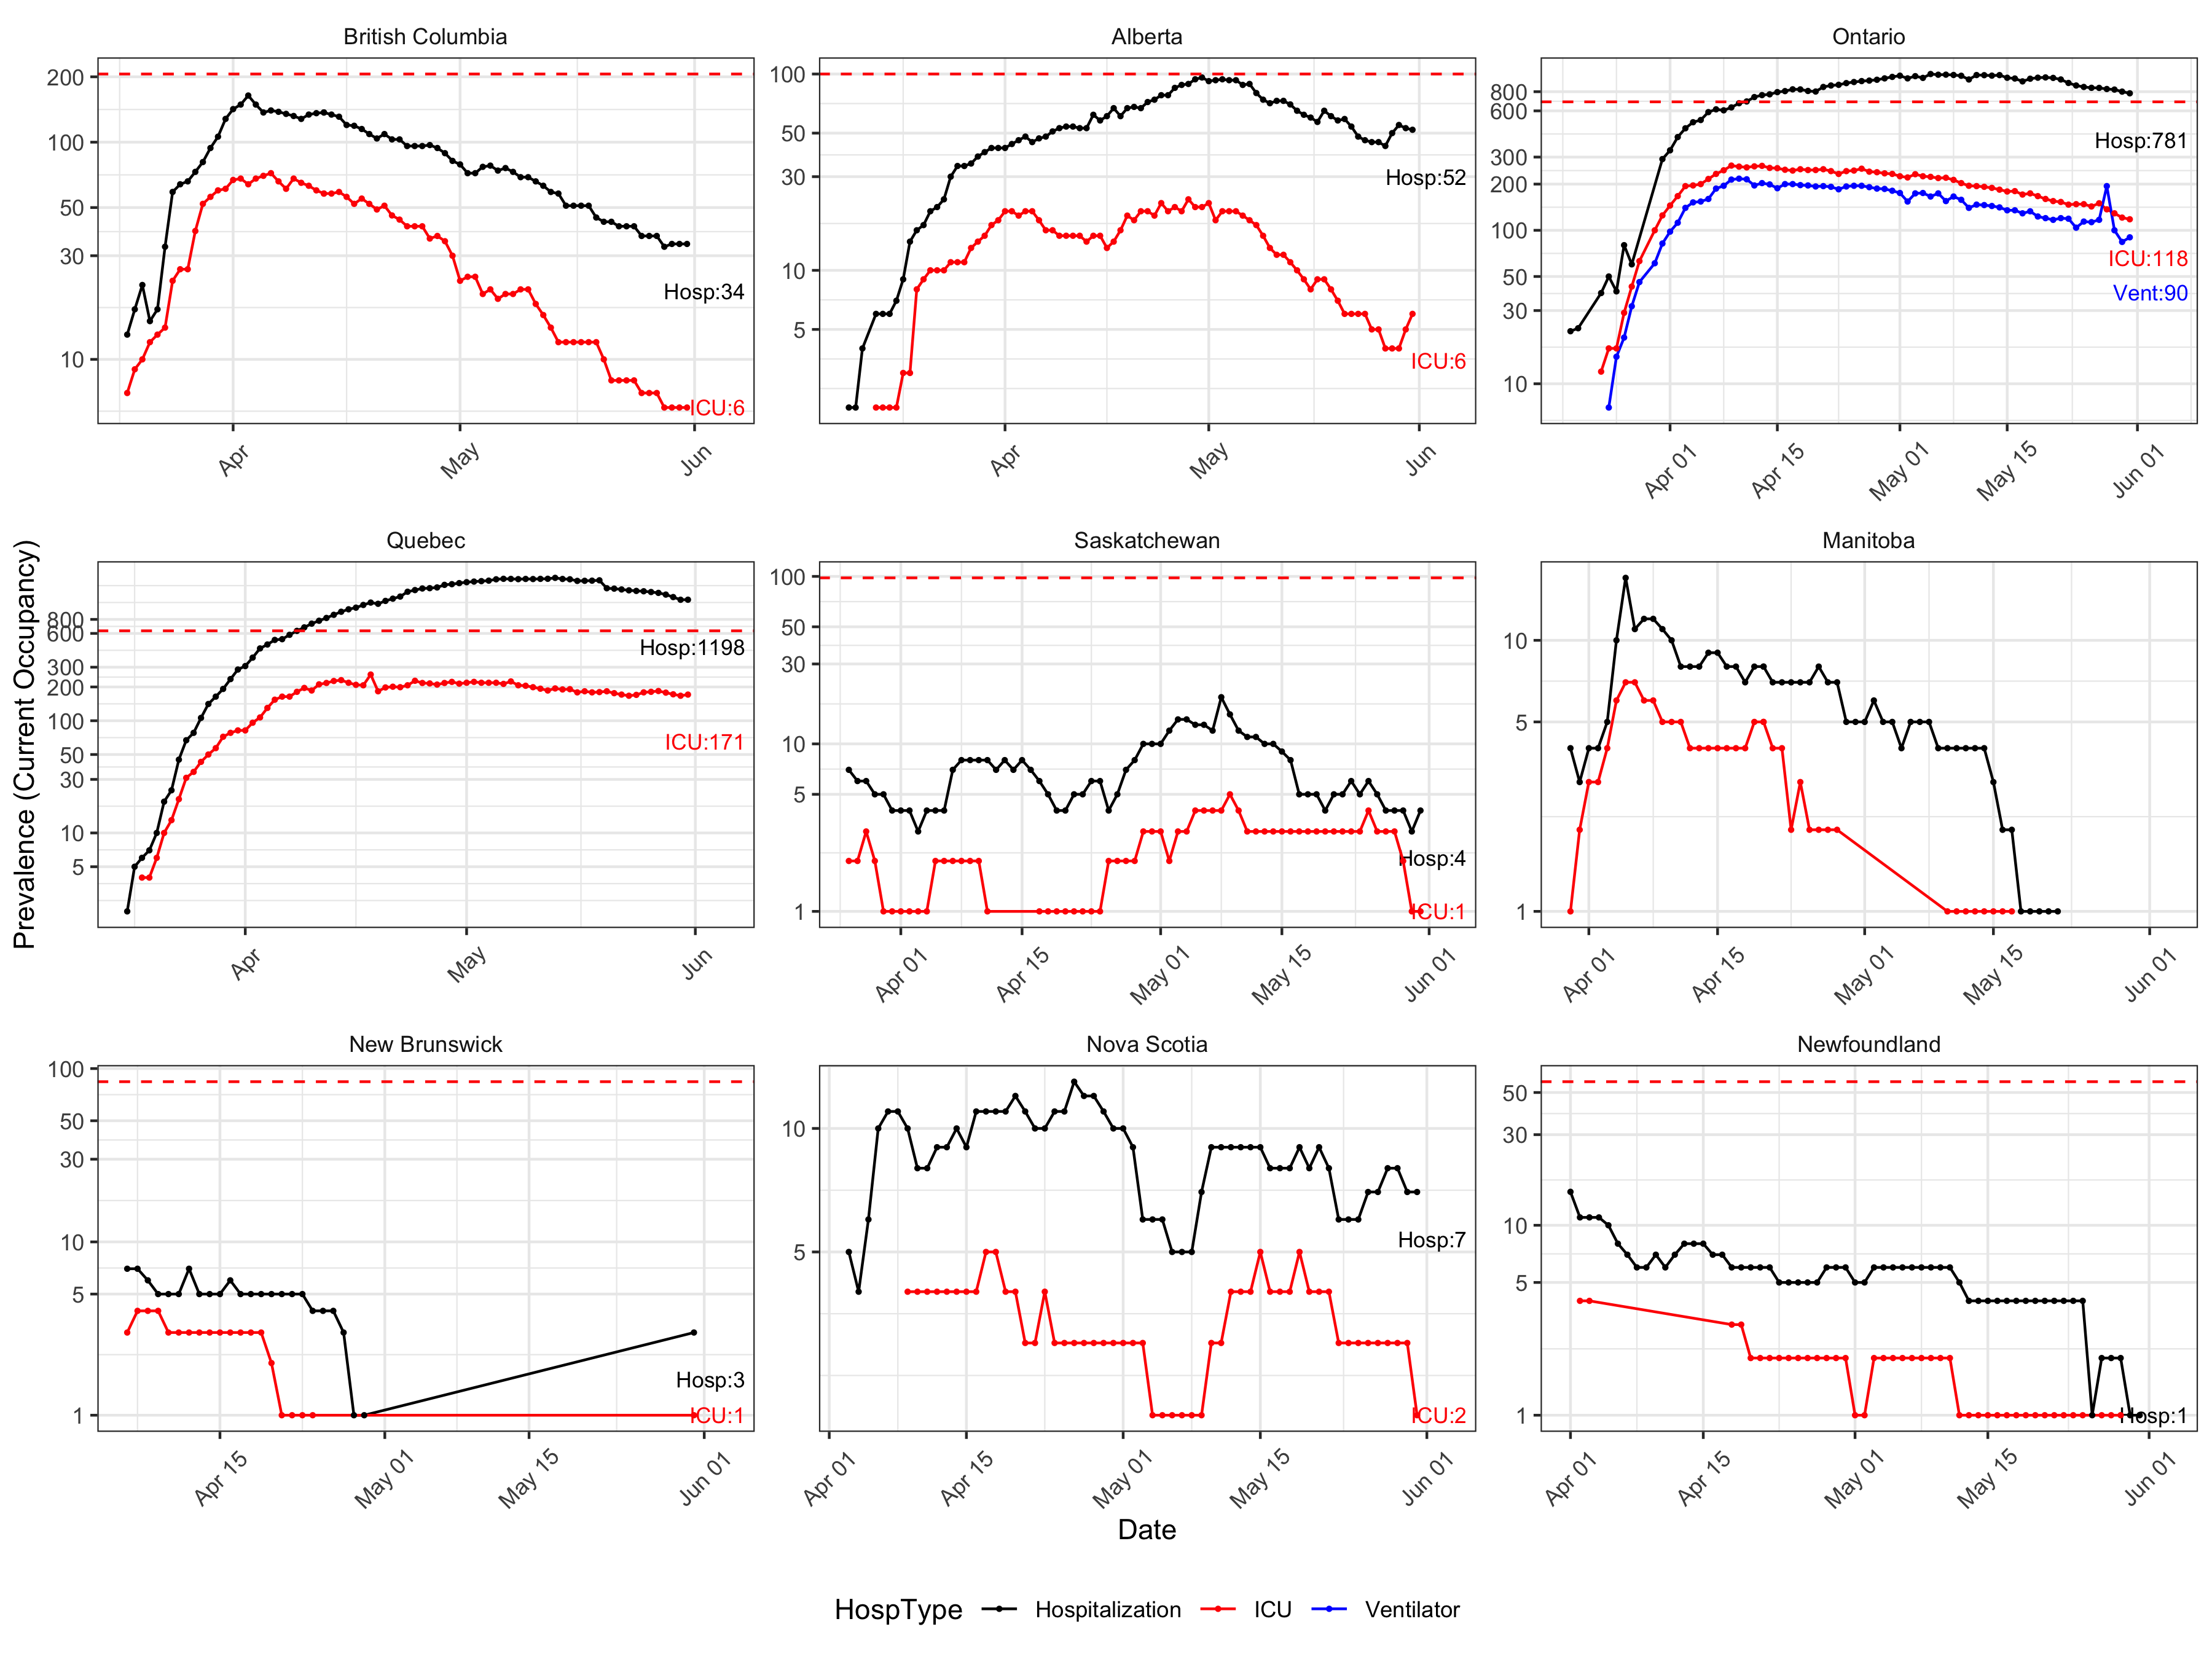 British Columbia
Alberta
Ontario
200
100
50
30
10
Hosp:34
ICU:6
Apr
May
Jun
100
50
30
10
5
Hosp:52
ICU:6
Apr
May
Jun
800
600
300
200
100
50
30
10
Hosp:781
ICU:118
Vent:90
Apr 01
Apr 15
May 01
May 15
Jun 01
Prevalence (Current Occupancy)
Quebec
Saskatchewan
Manitoba
800
600
300
200
100
50
30
10
5
Hosp:1198
ICU:171
Apr
May
Jun
100
50
30
10
5
1
Hosp:4
ICU:1
Apr 01
Apr 15
May 01
May 15
Jun 01
10
5
1
Apr 01
Apr 15
May 01
May 15
Jun 01
New Brunswick
Nova Scotia
Newfoundland
100
50
30
10
5
1
Hosp:3
ICU:1
Apr 15
May 01
May 15
Jun 01
10
5
Hosp:7
ICU:2
Apr 01
Apr 15
May 01
May 15
Jun 01
50
30
10
5
1
Hosp:1
Apr 01
Apr 15
May 01
May 15
Jun 01
Date
HospType Hospitalization ICU Ventilator